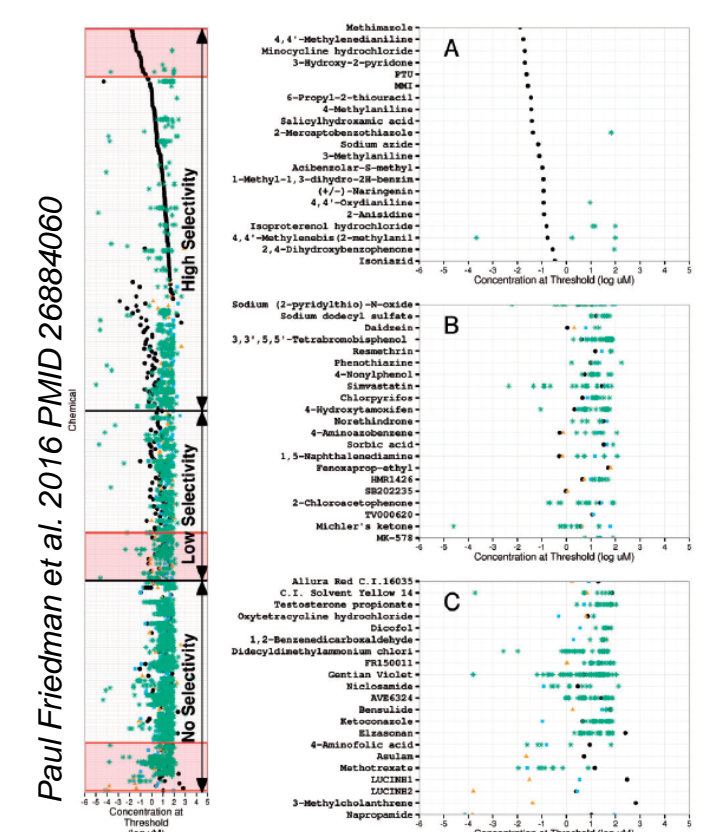 Paul Friedman et al. 2016 PMID 26884060
Chemical
High Selectivity
Low Selectivity
No Selectivity
-6 -5 -4 -3 -2 -1 0 1 2 3 4 5
Concentration at
Threshold
(log uM)
A
Methimazole
4,4'-Methylenedianiline
Minocycline hydrochloride
3-Hydroxy-2-pyridone
PTU
MMI
6-Propyl-2-thiouracil
4-Methylaniline
Salicylhydroxamic acid
2-Mercaptobenzothiazole
Sodium azide
3-Methylaniline
Acibenzolar-S-methyl
1-Methyl-1,3-dihydro-2H-benzim
(+/-)-Naringenin
4,4'-Oxydianiline
2-Anisidine
Isoproterenol hydrochloride
4,4'-Methylenebis(2-methylanil
2,4-Dihydroxybenzophenone
Isoniazid
-6 -5 -4 -3 -2 -1 0 1 2 3 4 5
Concentration at Threshold (log uM)
B
Sodium (2-pyridylthio)-N-oxide
Sodium dodecyl sulfate
Daidzein
3,3',5,5'-Tetrabromobisphenol
Resmethrin
Phenothiazine
4-Nonylphenol
Simvastatin
Chlorpyrifos
4-Hydroxytamoxifen
Norethindrone
4-Aminoazobenzene
Sorbic acid
1,5-Naphthalenediamine
Fenoxaprop-ethyl
HMR1426
SB202235
2-Chloroacetophenone
TV000620
Michler's ketone
MK-578
-6 -5 -4 -3 -2 -1 0 1 2 3 4 5
Concentration at Threshold (log uM)
C
Allura Red C.I.16035
C.I. Solvent Yellow 14
Testosterone propionate
Oxytetracycline hydrochloride
Dicofol
1,2-Benzenedicarboxaldehyde
Didecyldimethylammonium chlori
FR150011
Gentian Violet
Niclosamide
AVE6324
Bensulide
Ketoconazole
Elzasonan
4-Aminofolic acid
Asulam
Methotrexate
LUCINH1
LUCINH2
3-Methylcholanthrene
Napropamide
-6 -5 -4 -3 -2 -1 0 1 2 3 4 5
Concentration at Threshold (log uM)